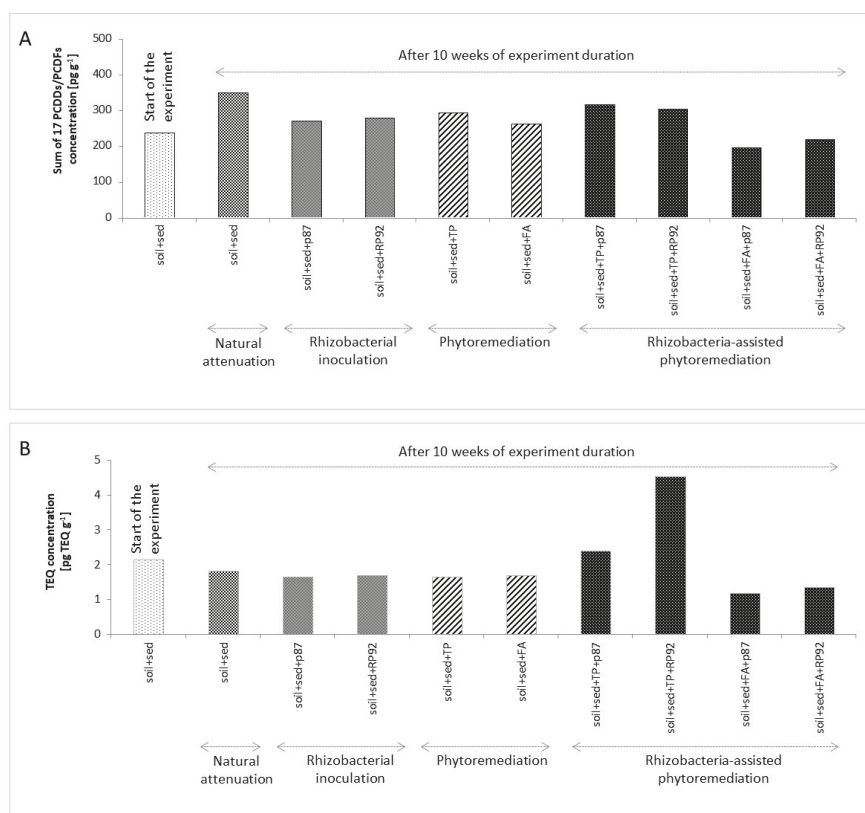 A
Sum of 17 PCDDs/PCDFs
concentration [pg g⁻¹]
500
400
300
200
100
0
Start of the
experiment
After 10 weeks of experiment duration
soil+sed
soil+sed
soil+sed+p87
soil+sed+RP92
soil+sed+TP
soil+sed+FA
soil+sed+TP+p87
soil+sed+TP+RP92
soil+sed+FA+p87
soil+sed+FA+RP92
Natural
attenuation
Rhizobacterial
inoculation
Phytoremediation
Rhizobacteria-assisted
phytoremediation
B
TEQ concentration
[pg TEQ g⁻¹]
5
4
3
2
1
0
Start of the
experiment
After 10 weeks of experiment duration
soil+sed
soil+sed
soil+sed+p87
soil+sed+RP92
soil+sed+TP
soil+sed+FA
soil+sed+TP+p87
soil+sed+TP+RP92
soil+sed+FA+p87
soil+sed+FA+RP92
Natural
attenuation
Rhizobacterial
inoculation
Phytoremediation
Rhizobacteria-assisted
phytoremediation